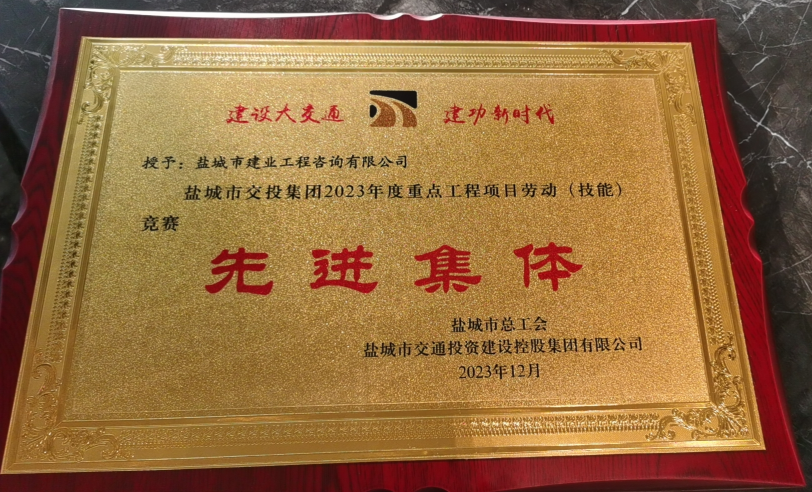 建设大交通 建功新时代
授予：盐城市建业工程咨询有限公司
盐城市交投集团2023年度重点工程项目劳动（技能）
竞赛
先进集体
盐城市总工会
盐城市交通投资建设控股集团有限公司
2023年12月